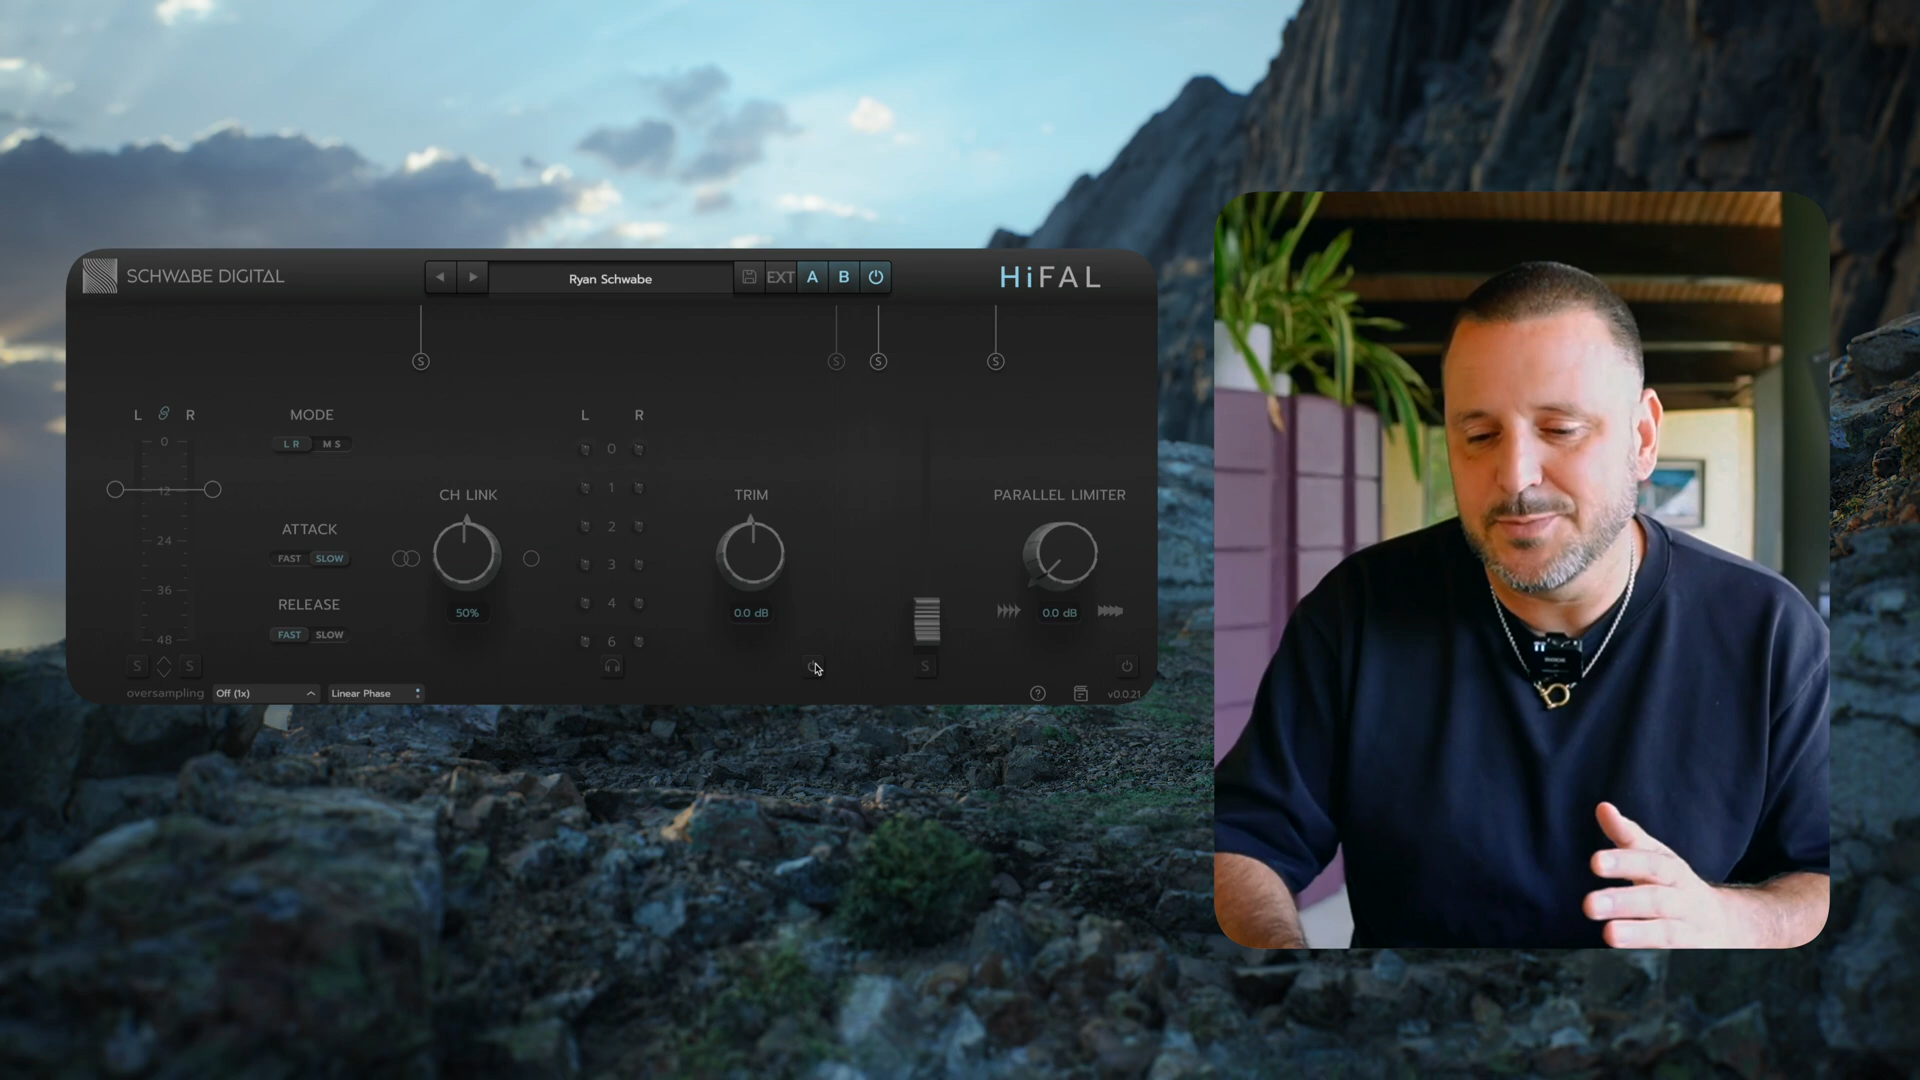 SCHWABE DIGITAL
Ryan Schwabe
EXT
A
B
HiFAL
S
S
S
S
L R
MODE
L R
0
L R M S
0
12
1
CH LINK
TRIM
PARALLEL LIMITER
ATTACK
2
24
FAST SLOW
3
36
RELEASE
4
50%
0.0 dB
0.0 dB
FAST SLOW
48
6
S S
S
oversampling Off (1x) Linear Phase
? v0.0.21